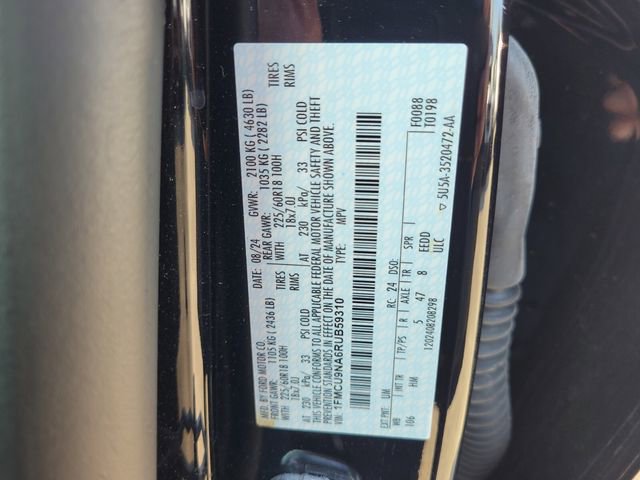 MFD. BY FORD MOTOR CO.
DATE: 08/24 GVWR: 2100 KG ( 4630 LB)
FRONT GAWR: 1105 KG ( 2436 LB) REAR GAWR: 1035 KG ( 2282 LB)
WITH 225/60R18 100H TIRES WITH 225/60R18 100H TIRES
18x7.0J RIMS 18x7.0J RIMS
AT 230 kPa/ 33 PSI COLD AT 230 kPa/ 33 PSI COLD
THIS VEHICLE CONFORMS TO ALL APPLICABLE FEDERAL MOTOR VEHICLE SAFETY AND THEFT
PREVENTION STANDARDS IN EFFECT ON THE DATE OF MANUFACTURE SHOWN ABOVE.
VIN: 1FMCU9NA6RUB59310 TYPE: MPV
F0088
T0198
EXT PNT: UM RC: 24 DSO:
WB INT TR TP/PS R AXLE TR SPR
106 HM 5 47 8 EEDD
ULC
120240820829B
▽ 5U5A-3520472-AA